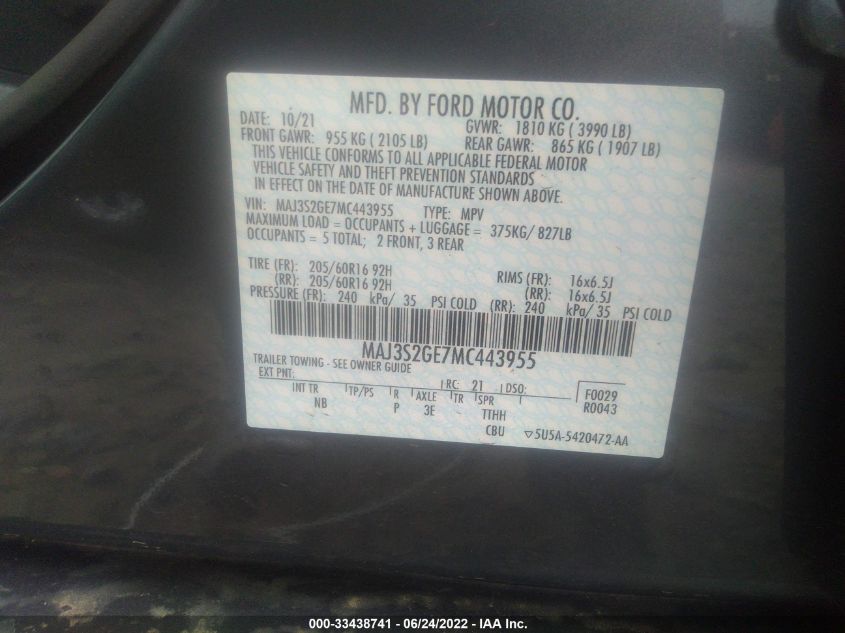 MFD. BY FORD MOTOR CO.
DATE: 10/21 GVWR: 1810 KG ( 3990 LB)
FRONT GAWR: 955 KG ( 2105 LB) REAR GAWR: 865 KG ( 1907 LB)
THIS VEHICLE CONFORMS TO ALL APPLICABLE FEDERAL MOTOR
VEHICLE SAFETY AND THEFT PREVENTION STANDARDS
IN EFFECT ON THE DATE OF MANUFACTURE SHOWN ABOVE.
VIN: MAJ3S2GE7MC443955 TYPE: MPV
MAXIMUM LOAD = OCCUPANTS + LUGGAGE = 375KG/ 827LB
OCCUPANTS = 5 TOTAL; 2 FRONT, 3 REAR
TIRE (FR): 205/60R16 92H RIMS (FR): 16x6.5J
(RR): 205/60R16 92H (RR): 16x6.5J
PRESSURE (FR): 240 kPa/ 35 PSI COLD (RR): 240 kPa/ 35 PSI COLD
MAJ3S2GE7MC443955
TRAILER TOWING - SEE OWNER GUIDE
EXT PNT: RC: 21 DSO: F0029
INT TR TP/PS R AXLE TR SPR R0043
NB P 3E TTHH
CBU ▽5U5A-5420472-AA
000-33438741 / 06/24/2022 - IAA Inc.